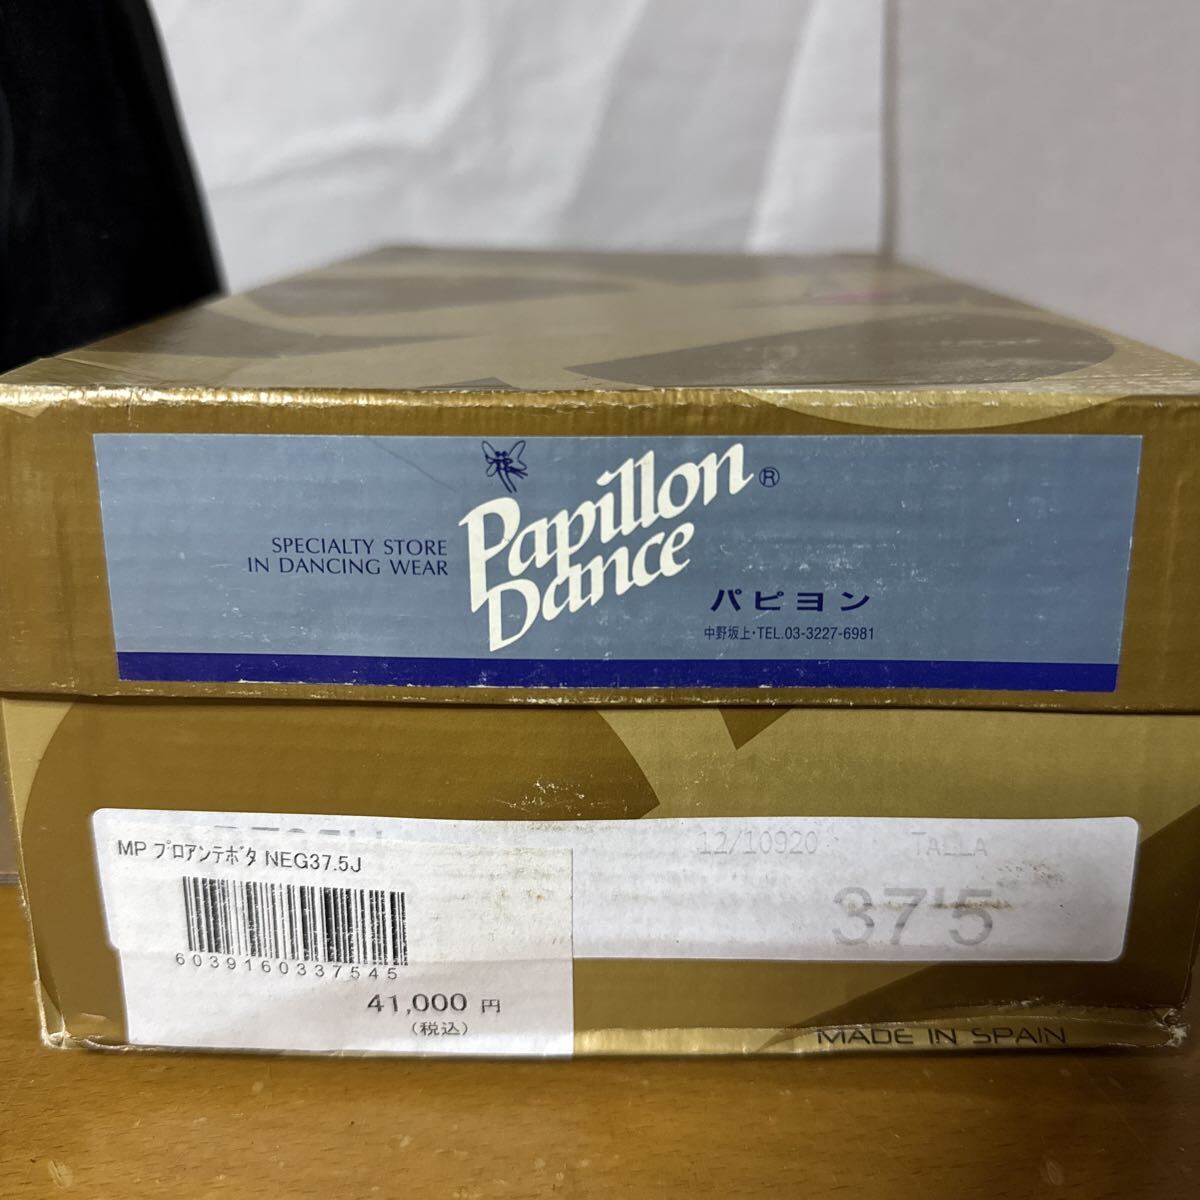 Papillon®
Dance
SPECIALTY STORE
IN DANCING WEAR
パピヨン
中野坂上・TEL.03-3227-6981
12/10920 TALLA
37'5
MP ﾌﾟﾛｱﾝﾃﾎﾞﾀ NEG37.5J
6039160337545
41,000 円
(税込)
MADE IN SPAIN